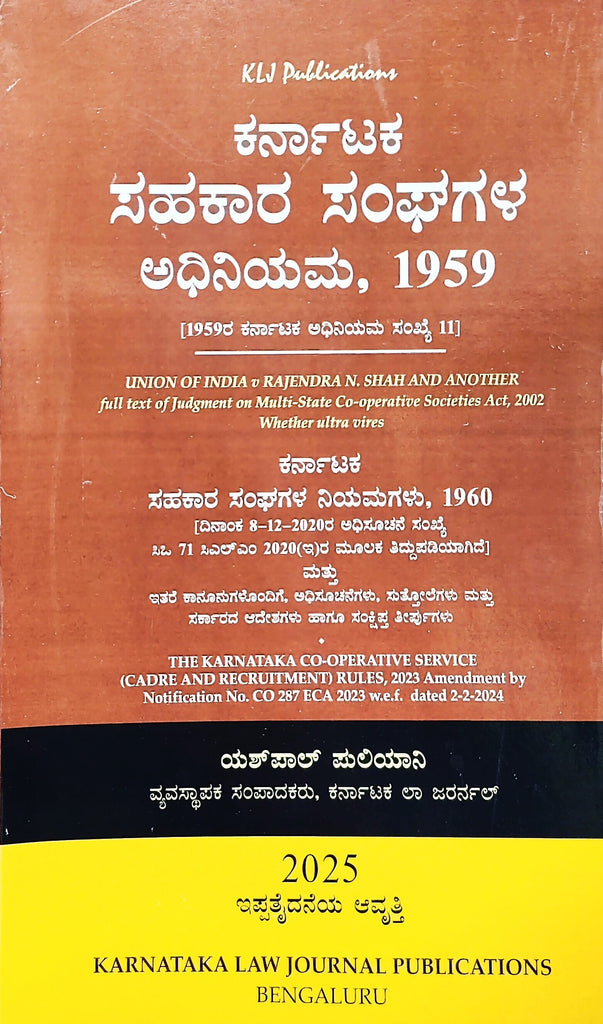 KLJ Publications
ಕರ್ನಾಟಕ
ಸಹಕಾರ ಸಂಘಗಳ
ಅಧಿನಿಯಮ, 1959
[1959ರ ಕರ್ನಾಟಕ ಅಧಿನಿಯಮ ಸಂಖ್ಯೆ 11]
UNION OF INDIA v RAJENDRA N. SHAH AND ANOTHER
full text of Judgment on Multi-State Co-operative Societies Act, 2002
Whether ultra vires
ಕರ್ನಾಟಕ
ಸಹಕಾರ ಸಂಘಗಳ ನಿಯಮಗಳು, 1960
[ದಿನಾಂಕ 8-12-2020ರ ಅಧಿಸೂಚನೆ ಸಂಖ್ಯೆ
ಸಿಒ 71 ಸಿಎಲ್‌ಎಂ 2020(ಇ)ರ ಮೂಲಕ ತಿದ್ದುಪಡಿಯಾಗಿದೆ]
ಮತ್ತು
ಇತರೆ ಕಾನೂನುಗಳೊಂದಿಗೆ, ಅಧಿಸೂಚನೆಗಳು, ಸುತ್ತೋಲೆಗಳು ಮತ್ತು
ಸರ್ಕಾರದ ಆದೇಶಗಳು ಹಾಗೂ ಸಂಕ್ಷಿಪ್ತ ತೀರ್ಪುಗಳು
THE KARNATAKA CO-OPERATIVE SERVICE
(CADRE AND RECRUITMENT) RULES, 2023 Amendment by
Notification No. CO 287 ECA 2023 w.e.f. dated 2-2-2024
ಯಶ್‌ಪಾಲ್ ಪುಲಿಯಾನಿ
ವ್ಯವಸ್ಥಾಪಕ ಸಂಪಾದಕರು, ಕರ್ನಾಟಕ ಲಾ ಜರರ್ನಲ್
2025
ಇಪ್ಪತ್ತೈದನೆಯ ಆವೃತ್ತಿ
KARNATAKA LAW JOURNAL PUBLICATIONS
BENGALURU